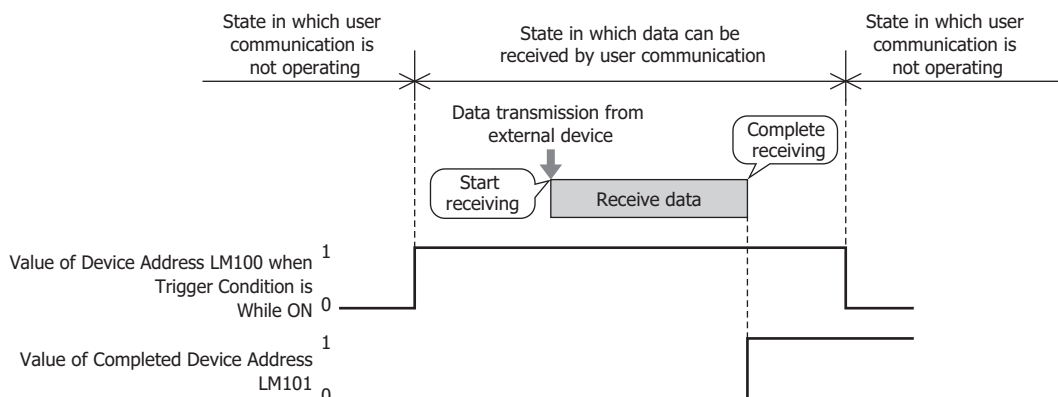 State in which user
communication is
not operating
State in which data can be
received by user communication
State in which user
communication is
not operating
Data transmission from
external device
Complete
receiving
Start
receiving
Receive data
Value of Device Address LM100 when
Trigger Condition is
While ON
1
0
Value of Completed Device Address
LM101
1
0